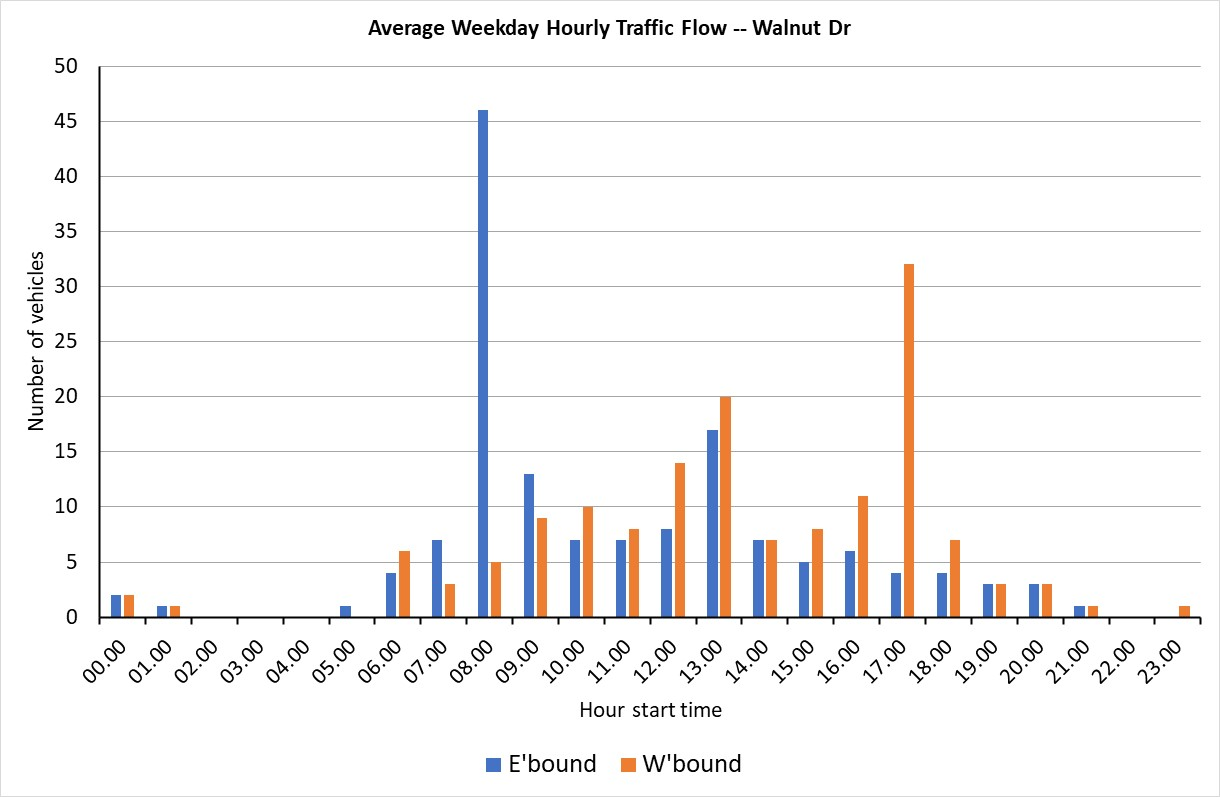 Average Weekday Hourly Traffic Flow -- Walnut Dr
Number of vehicles
50
45
40
35
30
25
20
15
10
5
0
00.00 01.00 02.00 03.00 04.00 05.00 06.00 07.00 08.00 09.00 10.00 11.00 12.00 13.00 14.00 15.00 16.00 17.00 18.00 19.00 20.00 21.00 22.00 23.00
Hour start time
E'bound W'bound